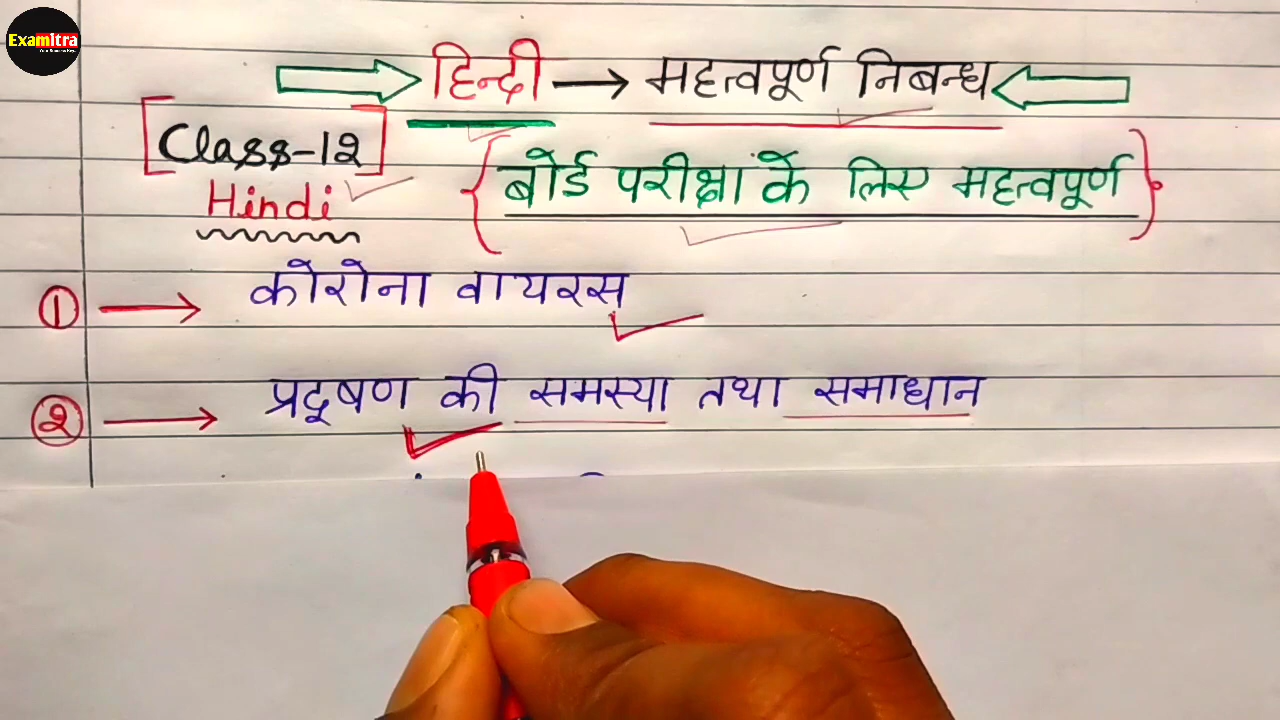 Examitra
हिन्दी → महत्वपूर्ण निबन्ध
[Class-12]
Hindi
{बोर्ड परीक्षा के लिए महत्वपूर्ण}
① → कोरोना वायरस
② → प्रदूषण की समस्या तथा समाधान